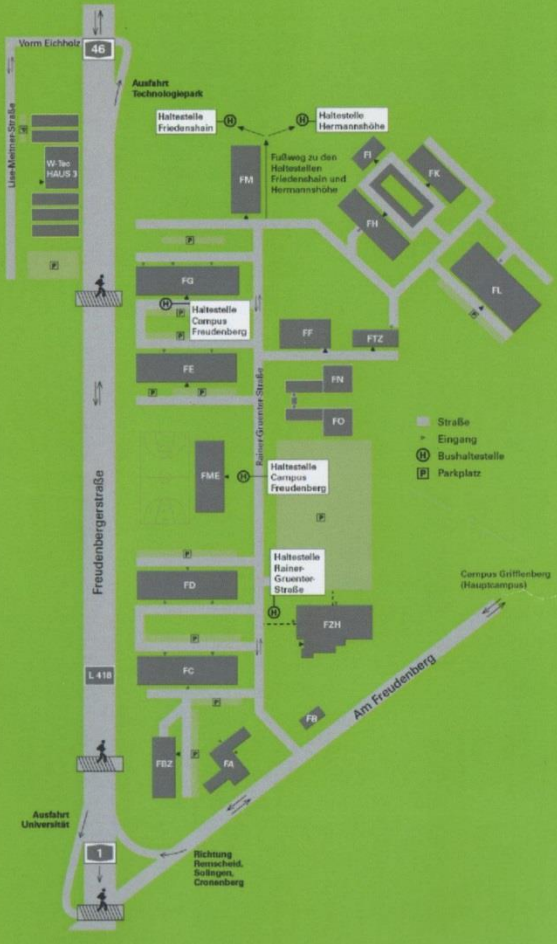 Vorm Eichholz
46
Ausfahrt
Technologiepark
Lise-Meitner-Straße
P
W-Tec
HAUS 3
P
Haltestelle
Friedenshain
H
H
Haltestelle
Hermannshöhe
Fußweg zu den
Haltestellen
Friedenshain und
Hermannshöhe
FM
FI
FK
FH
FL
P
P
FG
H
Haltestelle
Campus
Freudenberg
P
P
FF
FTZ
FE
P
P
FN
FO
Rainer-Gruenter-Straße
Straße
Eingang
H
Bushaltestelle
P
Parkplatz
FME
H
Haltestelle
Campus
Freudenberg
P
Freudenbergerstraße
P
FD
Haltestelle
Rainer-
Gruenter-
Straße
H
Campus Grifflenberg
(Hauptcampus)
FZH
P
FC
L 418
P
Am Freudenberg
FB
FBZ
P
FA
Ausfahrt
Universität
1
Richtung
Remscheid,
Solingen,
Cronenberg